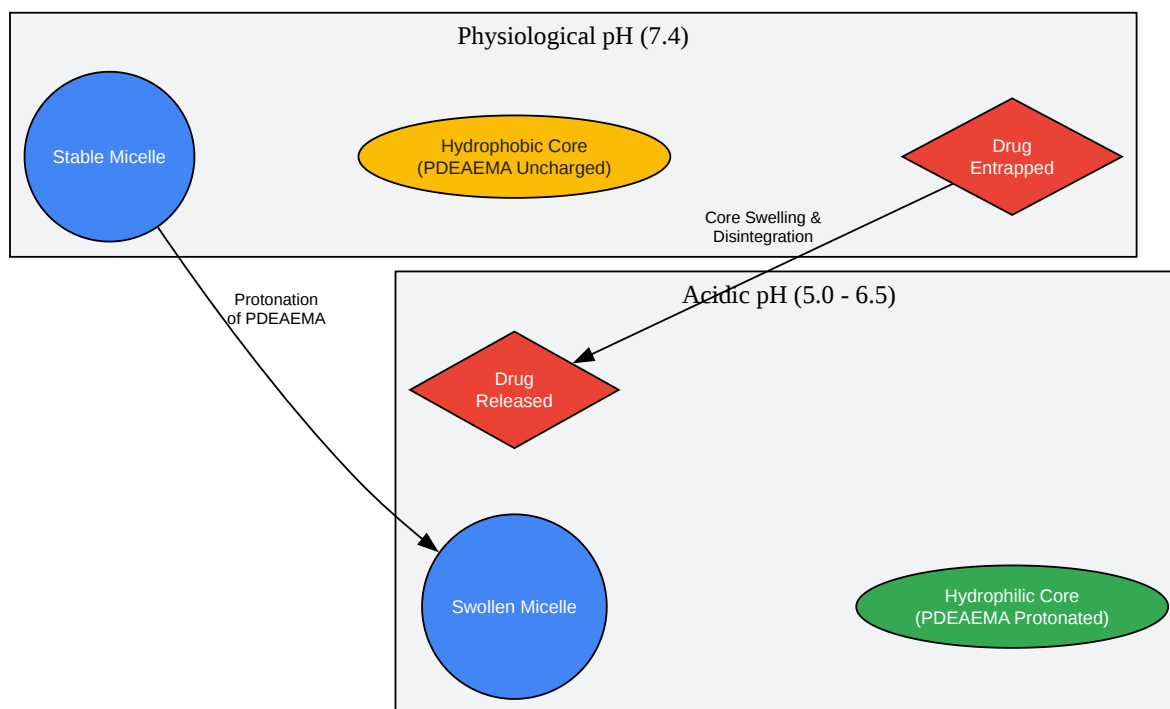 Physiological pH (7.4)
Stable Micelle
Hydrophobic Core
(PDEAEMA Uncharged)
Drug
Entrapped
Core Swelling &
Disintegration
Protonation
of PDEAEMA
Acidic pH (5.0 - 6.5)
Drug
Released
Swollen Micelle
Hydrophilic Core
(PDEAEMA Protonated)